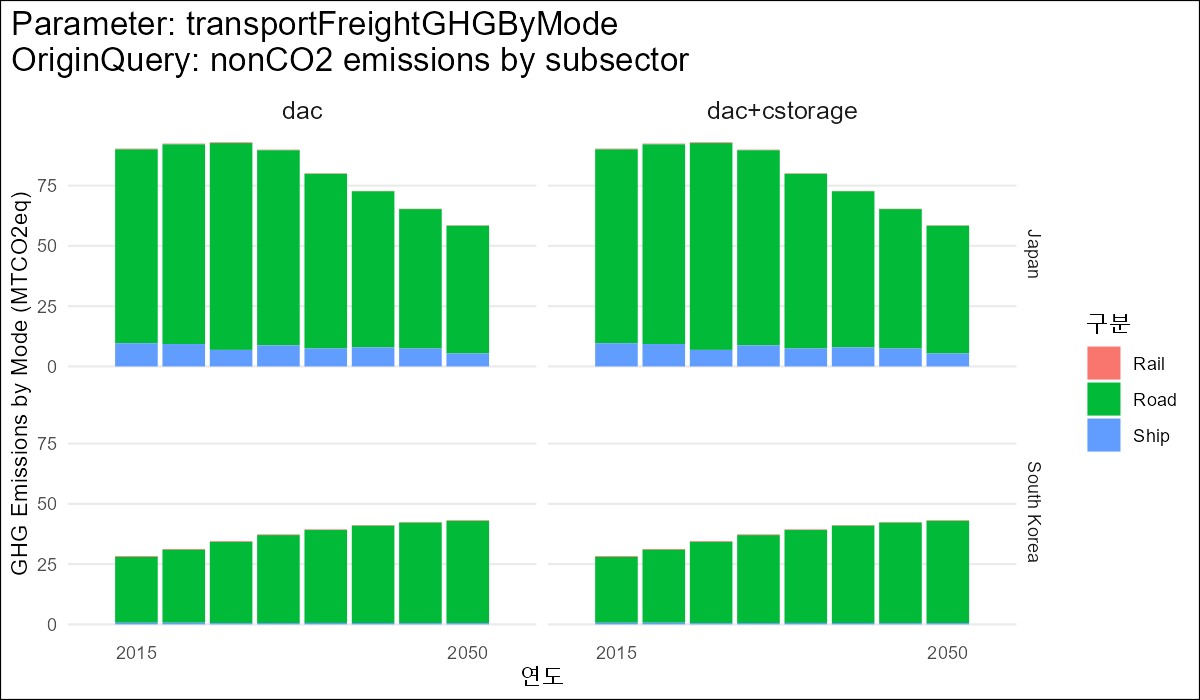 Parameter: transportFreightGHGByMode
OriginQuery: nonCO2 emissions by subsector
dac
dac+cstorage
GHG Emissions by Mode (MTCO2eq)
75
50
25
0
Japan
75
50
25
0
South Korea
2015
2050
2015
2050
연도
구분
Rail
Road
Ship